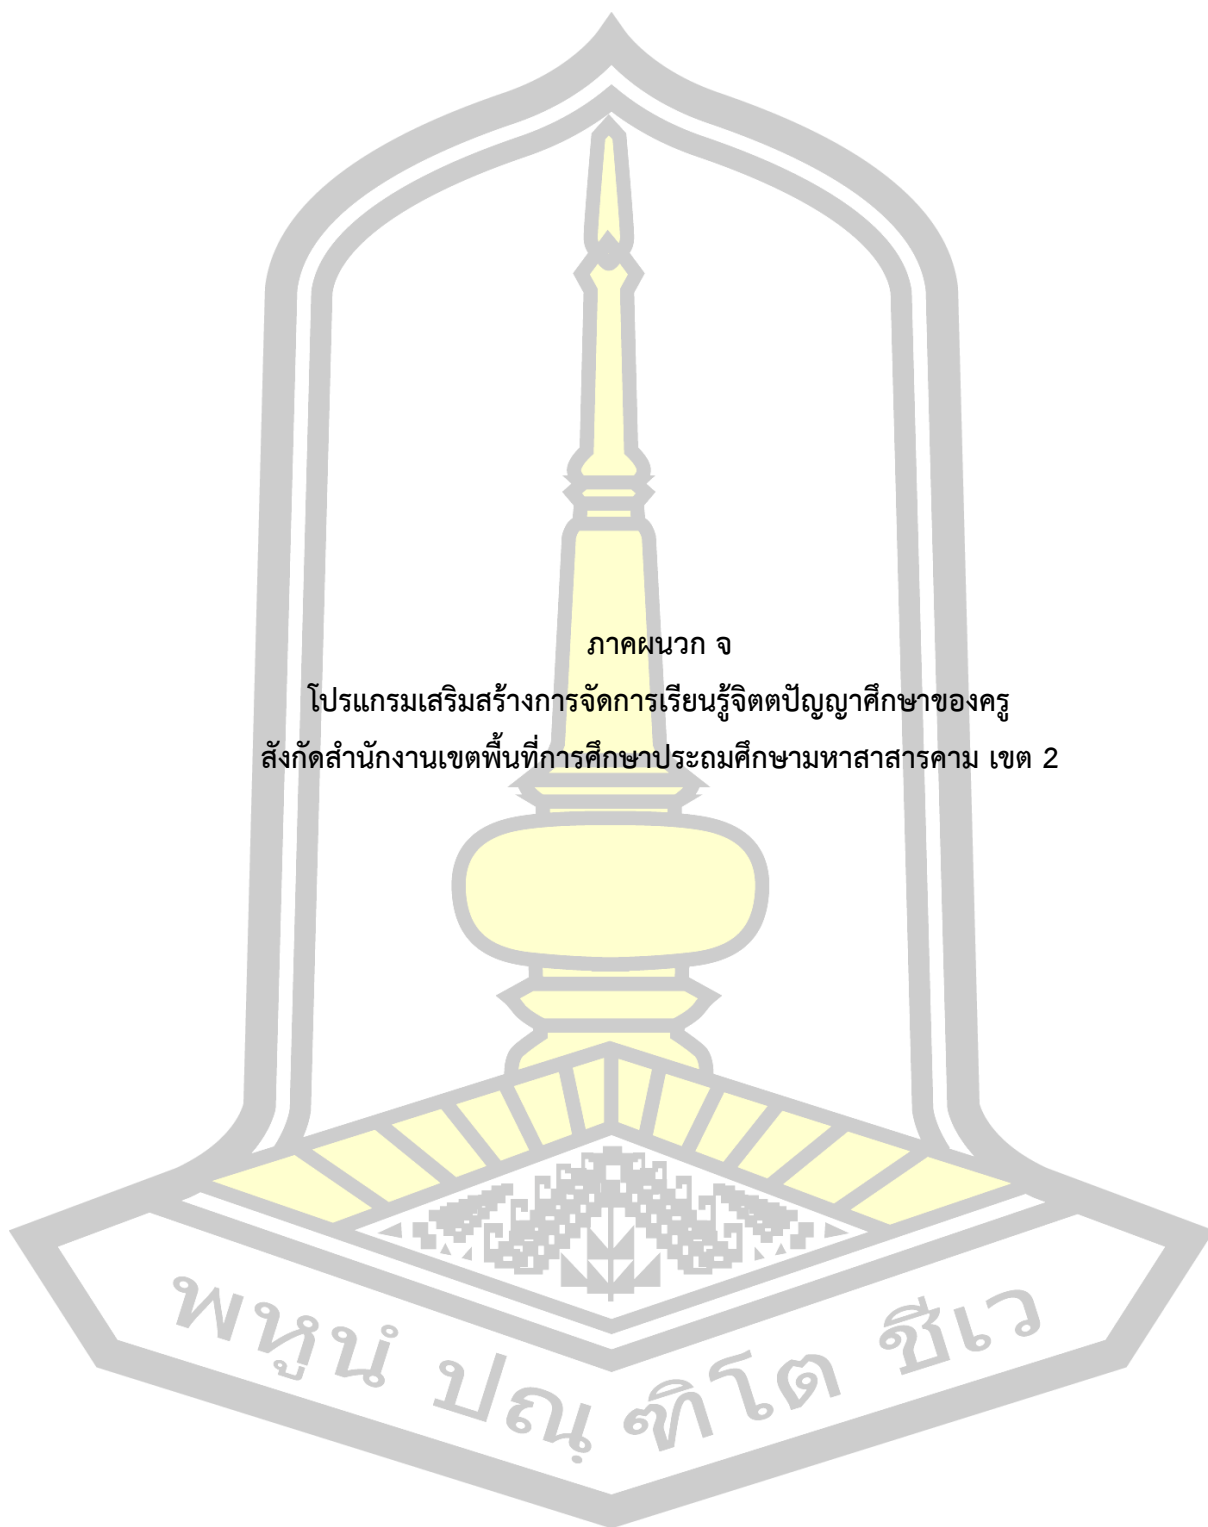 ภาคผนวก จ
โปรแกรมเสริมสร้างการจัดการเรียนรู้จิตตปัญญาศึกษาของครู
สังกัดสำนักงานเขตพื้นที่การศึกษาประถมศึกษามหาสาสารคาม เขต 2
พหูนํ ปณฺฑิโต ชีเว